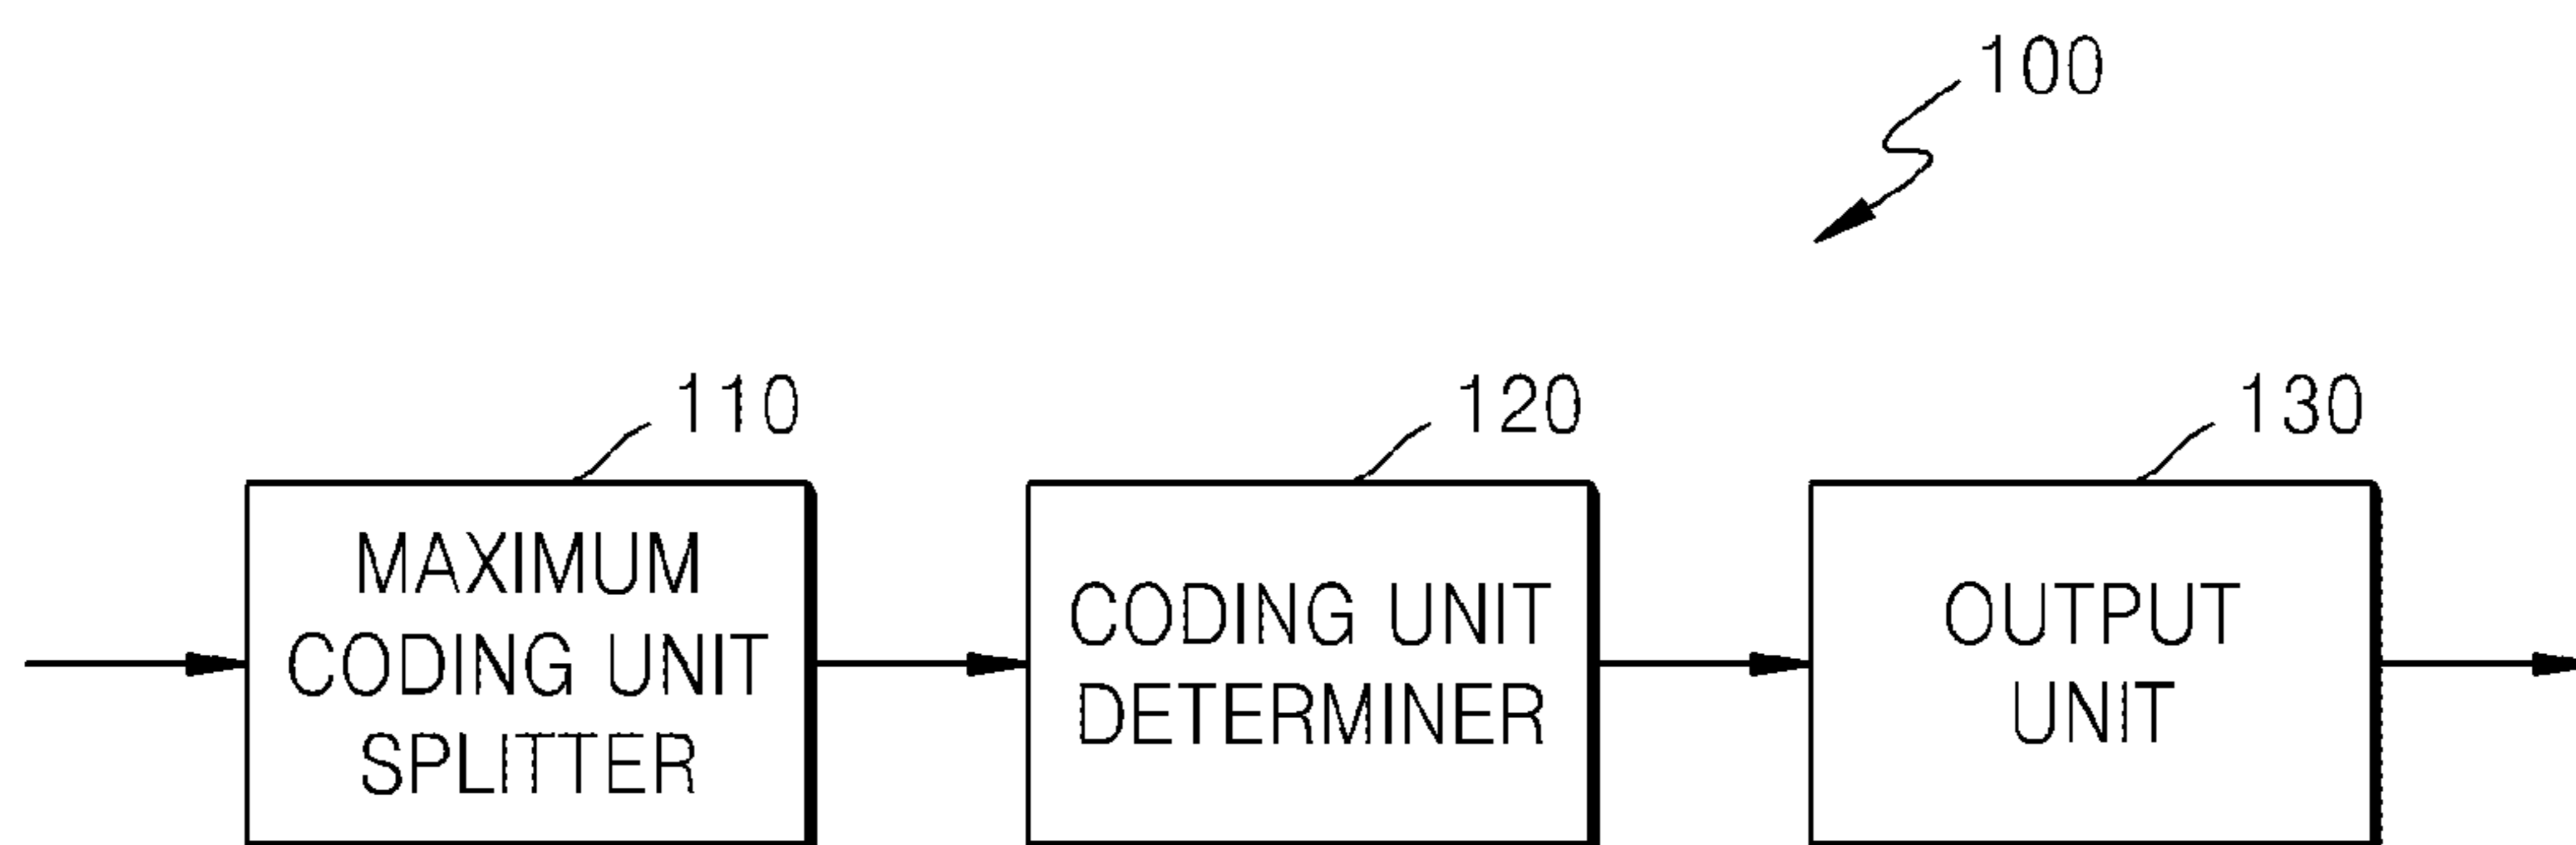 100
110
120
130
MAXIMUM
CODING UNIT
SPLITTER
CODING UNIT
DETERMINER
OUTPUT
UNIT